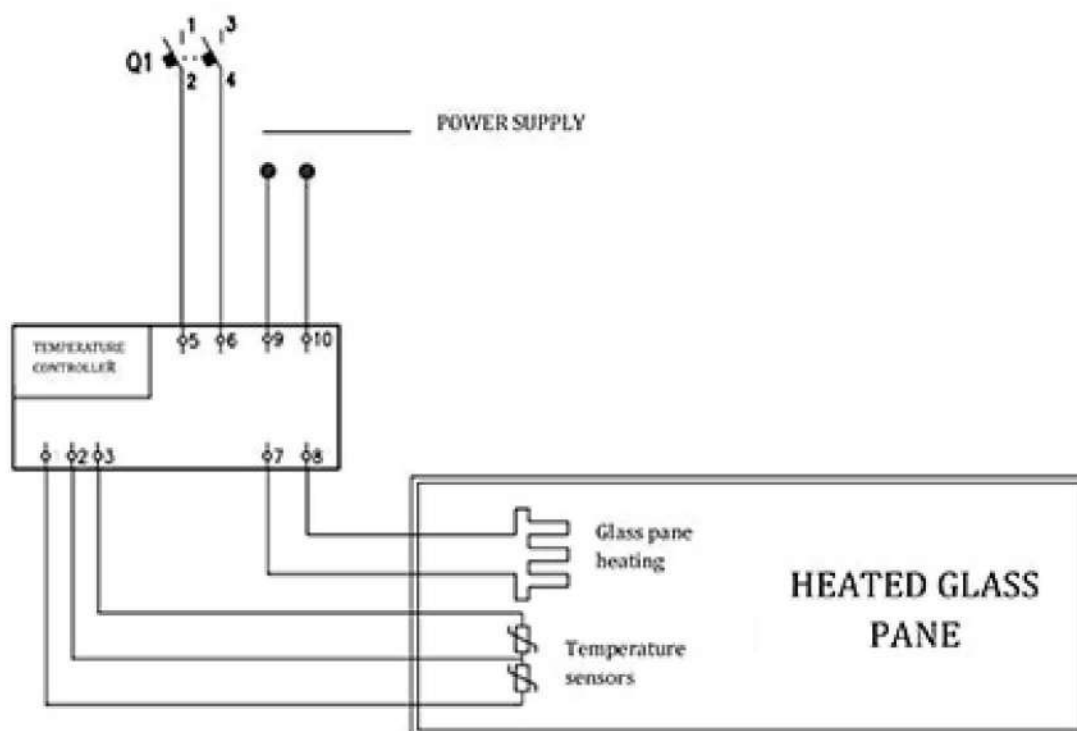 1 3
Q1
2 4
POWER SUPPLY
TEMPERATURE
CONTROLLER
5 6 9 10
2 3 7 8
Glass pane
heating
HEATED GLASS
PANE
Temperature
sensors